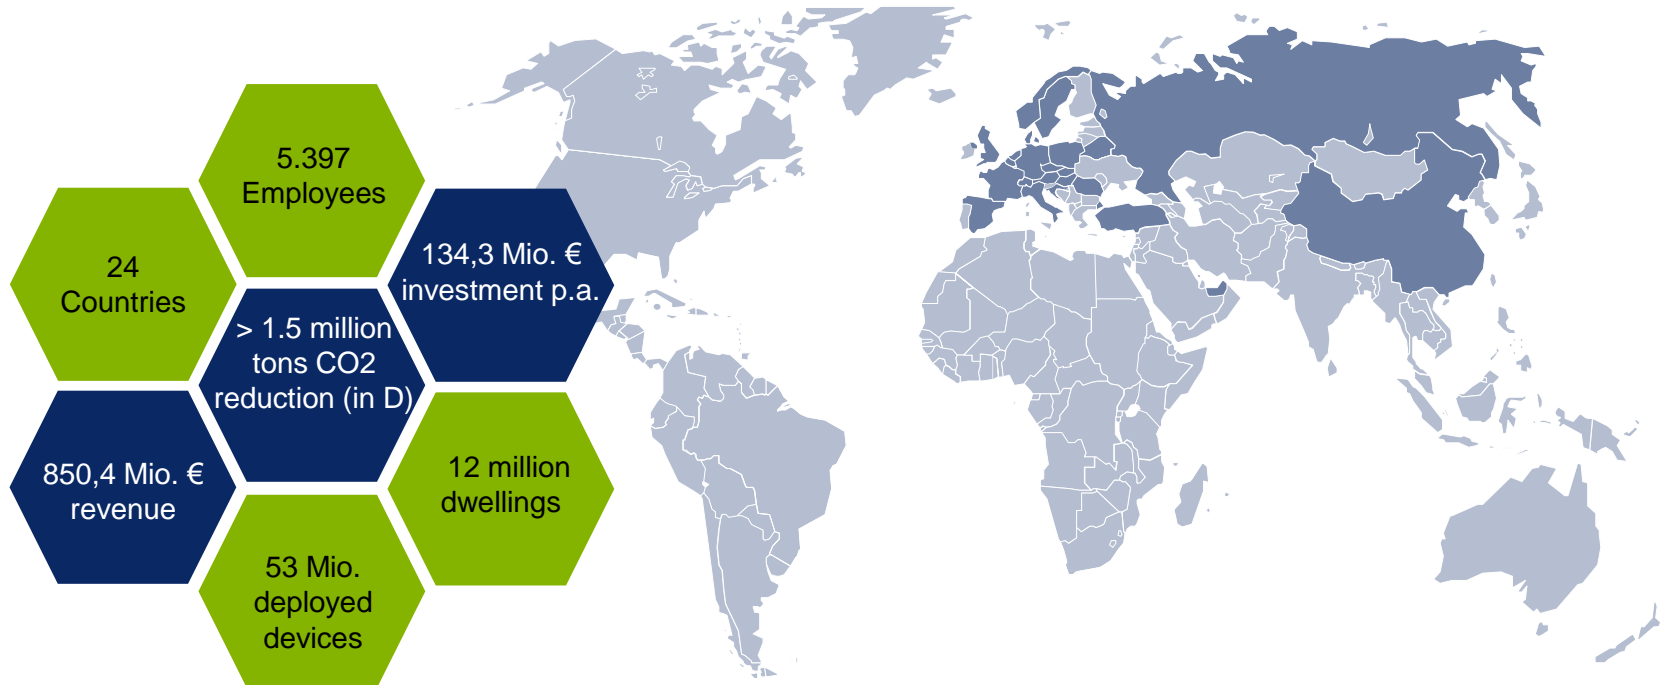 5.397
Employees
24
Countries
134,3 Mio. €
investment p.a.
> 1.5 million
tons CO2
reduction (in D)
850,4 Mio. €
revenue
12 million
dwellings
53 Mio.
deployed
devices